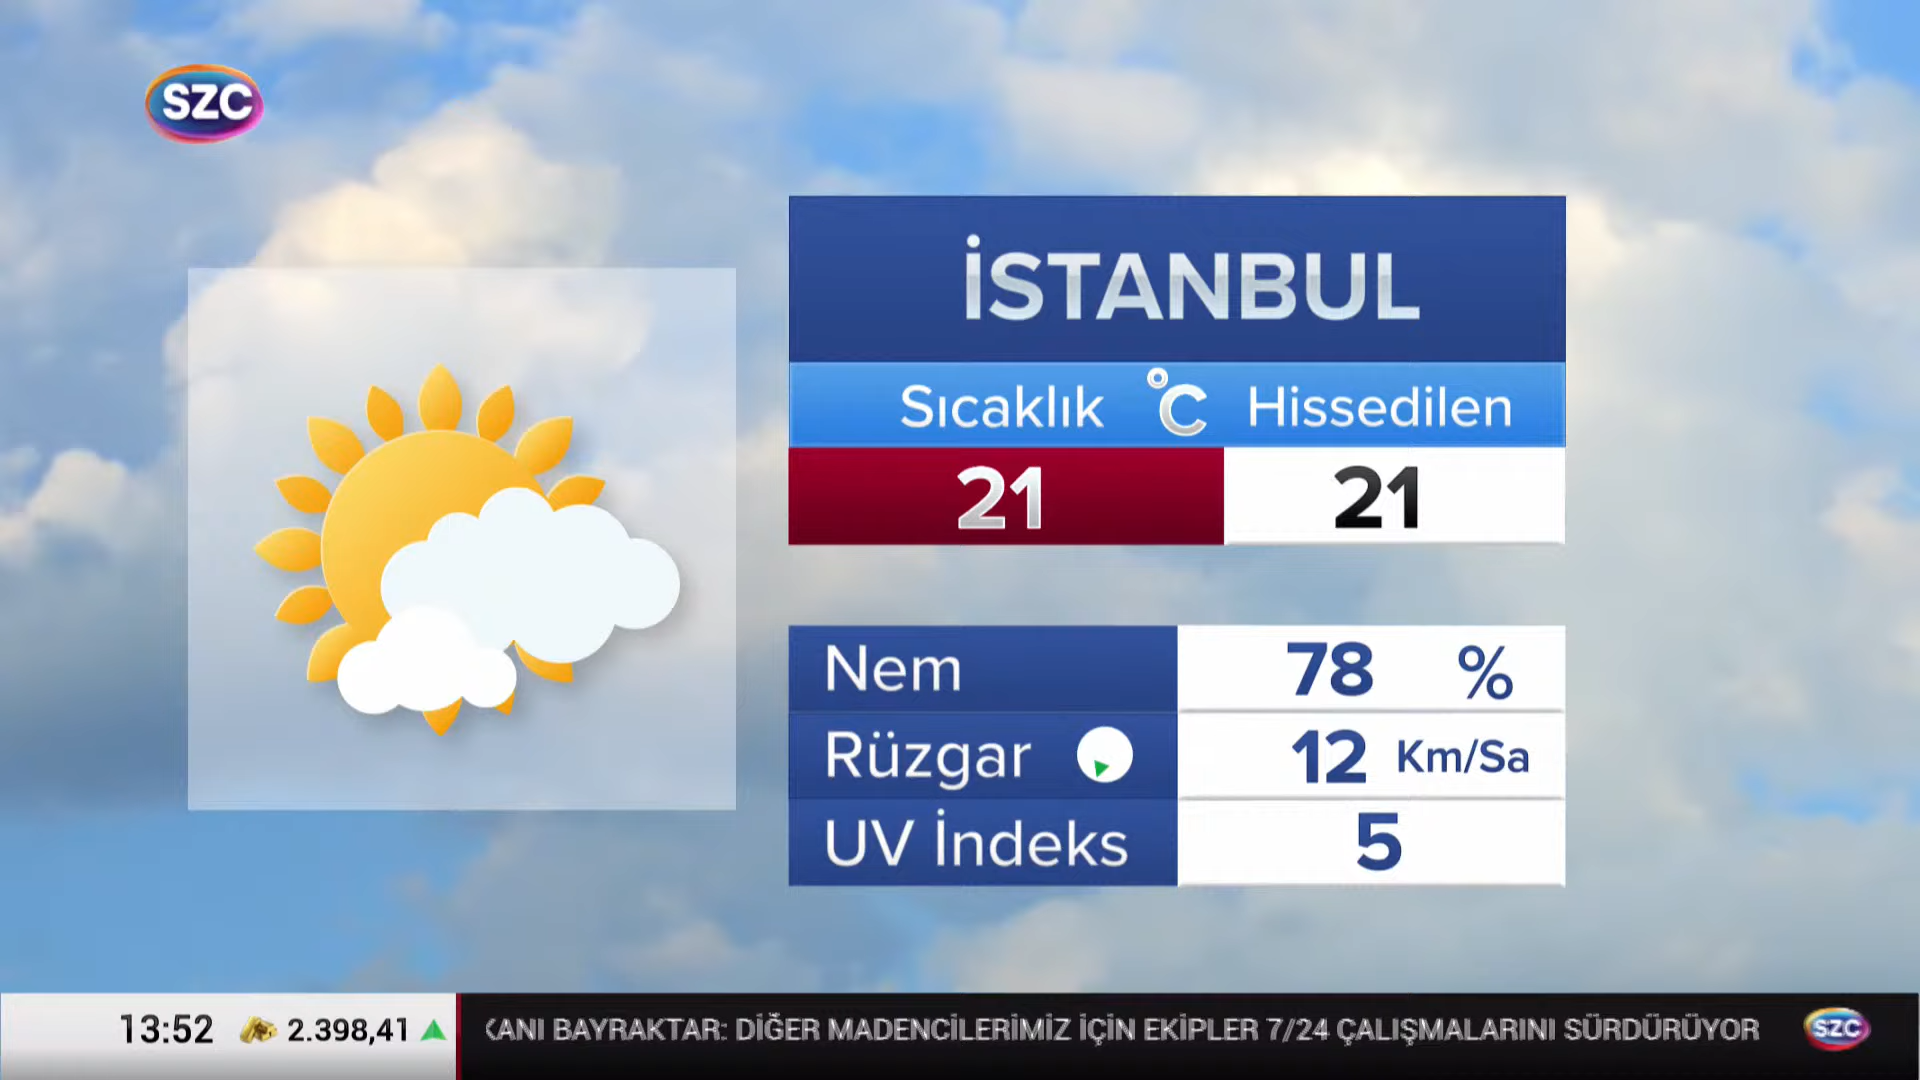 SZC
İSTANBUL
Sıcaklık °C Hissedilen
21 21
Nem 78 %
Rüzgar 12 Km/Sa
UV İndeks 5
13:52 2.398,41 KANI BAYRAKTAR: DİĞER MADENCİLERİMİZ İÇİN EKİPLER 7/24 ÇALIŞMALARINI SÜRDÜRÜYOR SZC